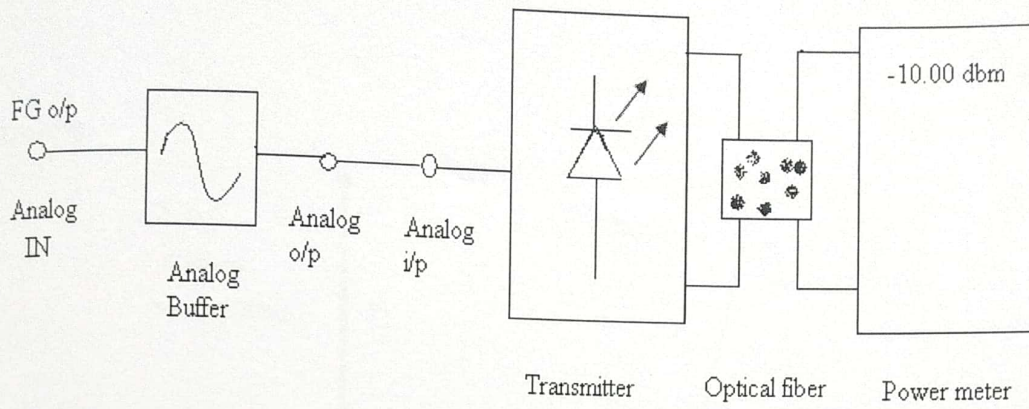 FG o/p
Analog
IN
Analog
Buffer
Analog
o/p
Analog
i/p
Transmitter
Optical fiber
-10.00 dbm
Power meter